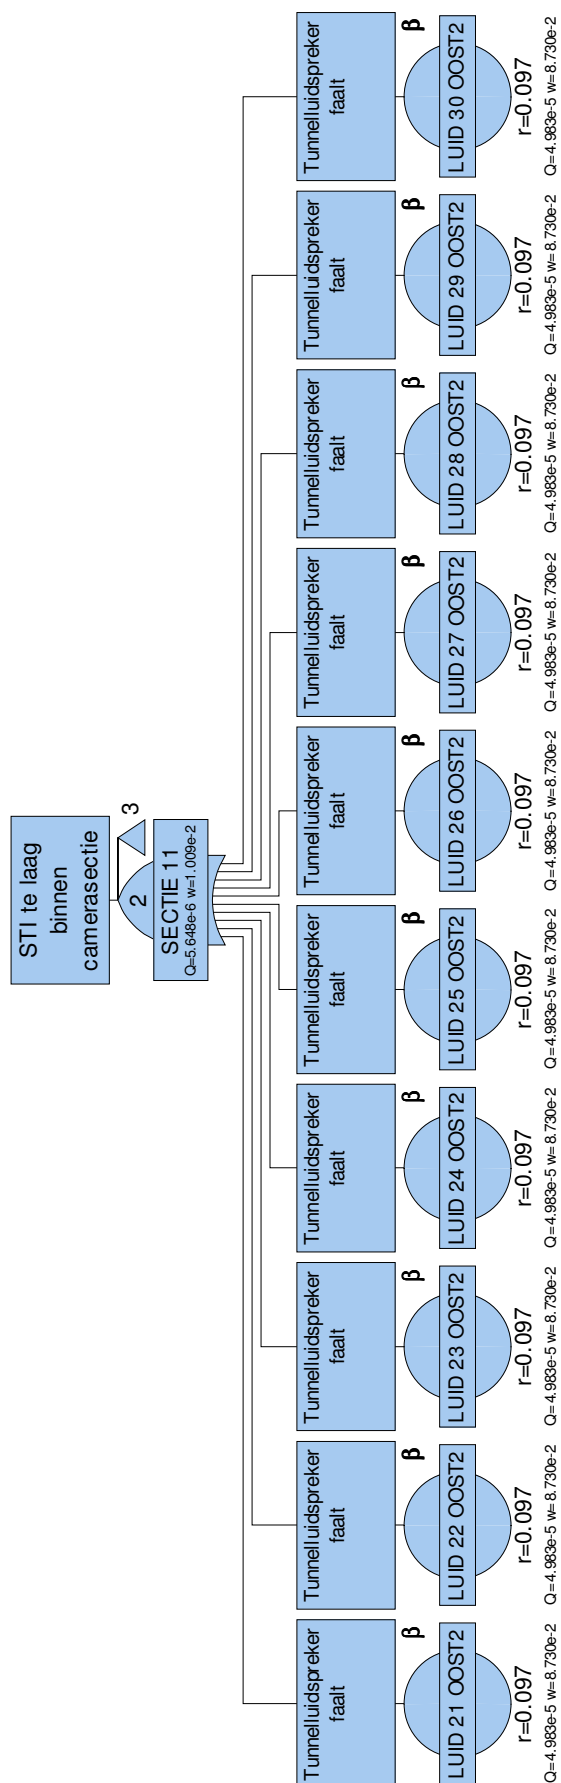 STI te laag
binnen
camerasectie
2
3
SECTIE 11
Q=5.648e-6 w=1.009e-2
Tunnelluidspreker
faalt
β
LUID 21 OOST2
r=0.097
Q=4.983e-5 w=8.730e-2
Tunnelluidspreker
faalt
β
LUID 22 OOST2
r=0.097
Q=4.983e-5 w=8.730e-2
Tunnelluidspreker
faalt
β
LUID 23 OOST2
r=0.097
Q=4.983e-5 w=8.730e-2
Tunnelluidspreker
faalt
β
LUID 24 OOST2
r=0.097
Q=4.983e-5 w=8.730e-2
Tunnelluidspreker
faalt
β
LUID 25 OOST2
r=0.097
Q=4.983e-5 w=8.730e-2
Tunnelluidspreker
faalt
β
LUID 26 OOST2
r=0.097
Q=4.983e-5 w=8.730e-2
Tunnelluidspreker
faalt
β
LUID 27 OOST2
r=0.097
Q=4.983e-5 w=8.730e-2
Tunnelluidspreker
faalt
β
LUID 28 OOST2
r=0.097
Q=4.983e-5 w=8.730e-2
Tunnelluidspreker
faalt
β
LUID 29 OOST2
r=0.097
Q=4.983e-5 w=8.730e-2
Tunnelluidspreker
faalt
β
LUID 30 OOST2
r=0.097
Q=4.983e-5 w=8.730e-2